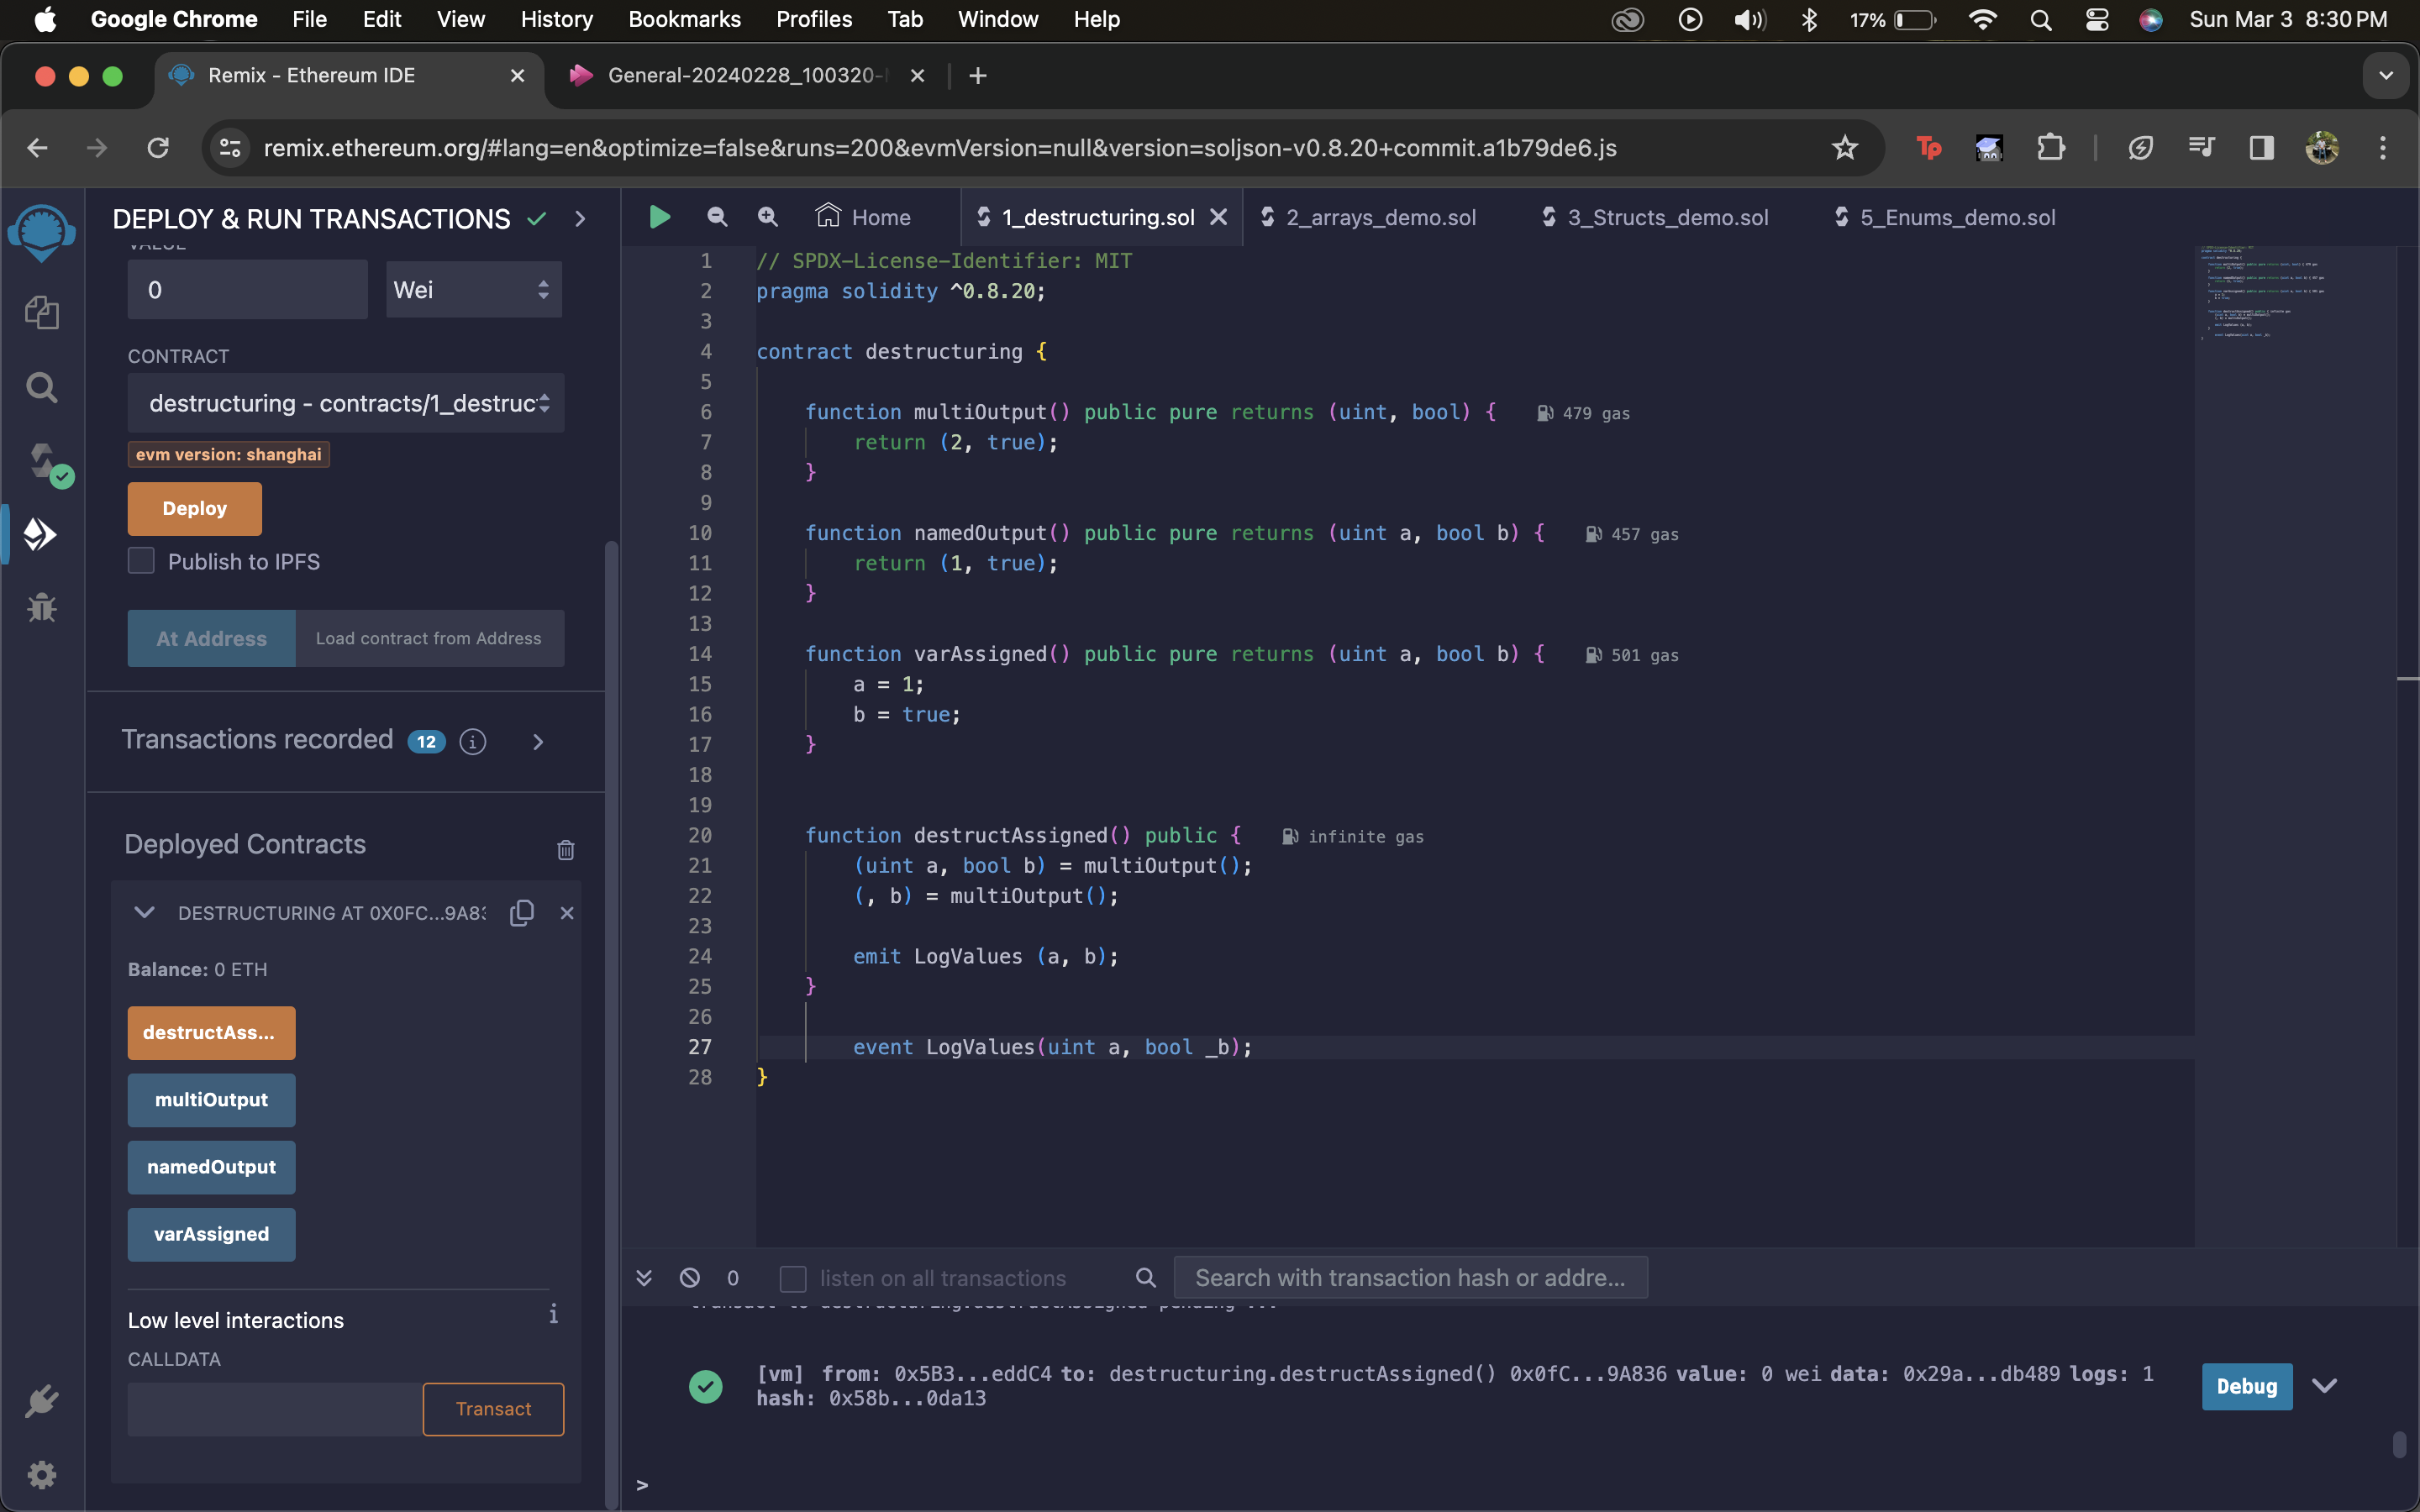 Google Chrome File Edit View History Bookmarks Profiles Tab Window Help 17% Sun Mar 3 8:30 PM
Remix - Ethereum IDE General-20240228_100320-
remix.ethereum.org/#lang=en&optimize=false&runs=200&evmVersion=null&version=soljson-v0.8.20+commit.a1b79de6.js
DEPLOY & RUN TRANSACTIONS
VALUE
0 Wei
CONTRACT
destructuring - contracts/1_destruc
evm version: shanghai
Deploy
Publish to IPFS
At Address Load contract from Address
Transactions recorded 12 i
Deployed Contracts
DESTRUCTURING AT 0X0FC...9A83
Balance: 0 ETH
destructAss...
multiOutput
namedOutput
varAssigned
Low level interactions i
CALLDATA
Transact
Home 1_destructuring.sol 2_arrays_demo.sol 3_Structs_demo.sol 5_Enums_demo.sol
1 // SPDX-License-Identifier: MIT
2 pragma solidity ^0.8.20;
3
4 contract destructuring {
5
6 function multiOutput() public pure returns (uint, bool) { 479 gas
7 return (2, true);
8 }
9
10 function namedOutput() public pure returns (uint a, bool b) { 457 gas
11 return (1, true);
12 }
13
14 function varAssigned() public pure returns (uint a, bool b) { 501 gas
15 a = 1;
16 b = true;
17 }
18
19
20 function destructAssigned() public { infinite gas
21 (uint a, bool b) = multiOutput();
22 (, b) = multiOutput();
23
24 emit LogValues (a, b);
25 }
26
27 event LogValues(uint a, bool _b);
28 }
0 listen on all transactions Search with transaction hash or addre...
transact to destructuring.destructAssigned pending ...
[vm] from: 0x5B3...eddC4 to: destructuring.destructAssigned() 0x0fC...9A836 value: 0 wei data: 0x29a...db489 logs: 1
hash: 0x58b...0da13
Debug
>